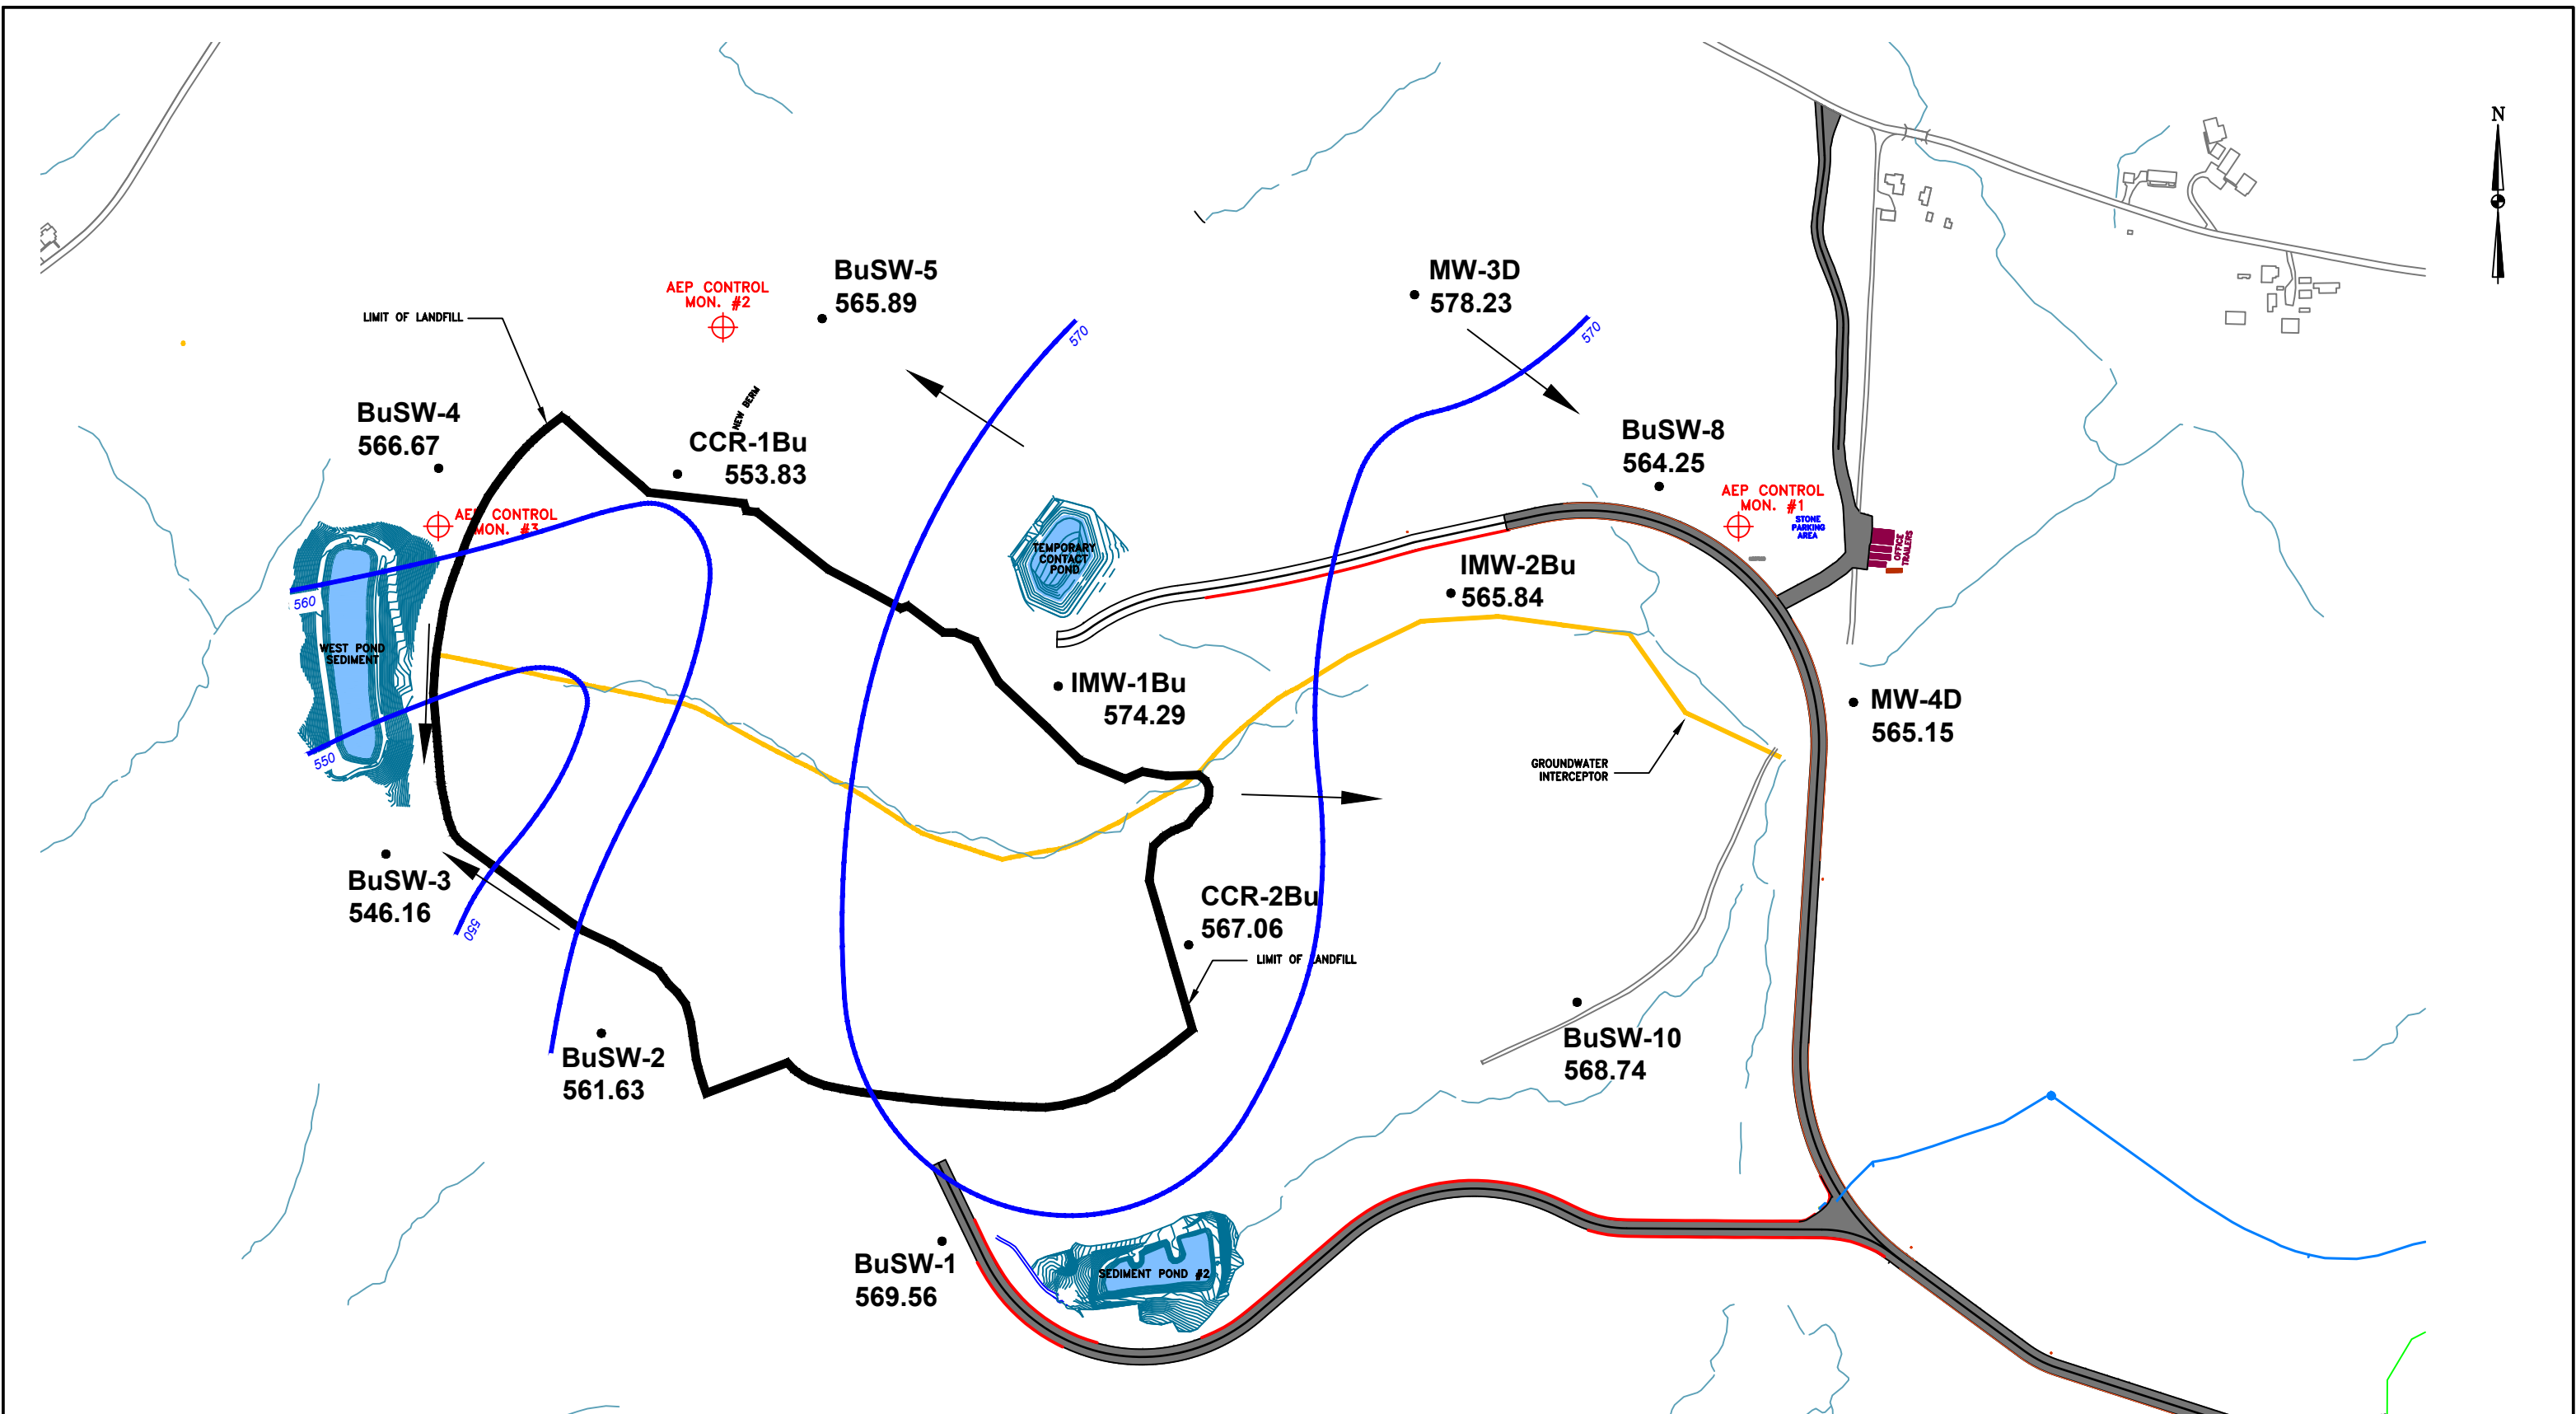 N
BuSW-5
565.89
MW-3D
578.23
AEP CONTROL
MON. #2
LIMIT OF LANDFILL
570
570
NEW BERM
BuSW-4
566.67
CCR-1Bu
553.83
BuSW-8
564.25
AEP CONTROL
MON. #1
STONE
PARKING
AREA
OFFICE
TRAILERS
AEP CONTROL
MON. #3
TEMPORARY
CONTACT
POND
IMW-2Bu
565.84
560
WEST POND
SEDIMENT
IMW-1Bu
574.29
MW-4D
565.15
550
GROUNDWATER
INTERCEPTOR
BuSW-3
546.16
550
CCR-2Bu
567.06
LIMIT OF LANDFILL
BuSW-2
561.63
BuSW-10
568.74
BuSW-1
569.56
SEDIMENT POND #2